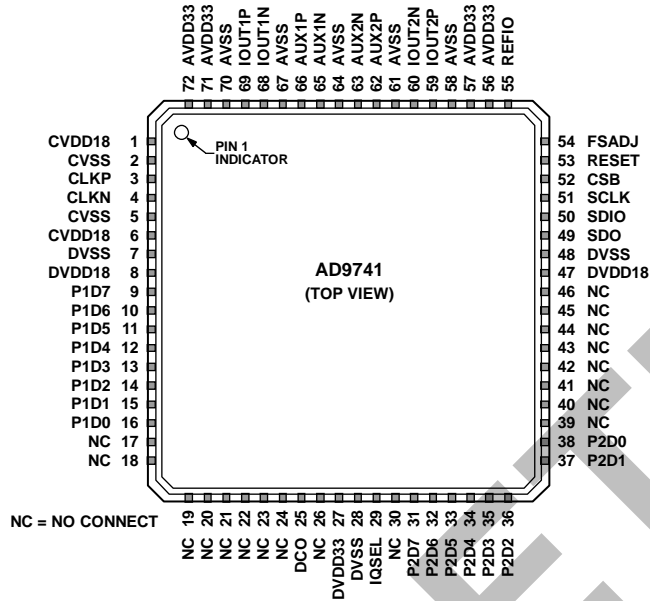 72 AVDD33
71 AVDD33
70 AVSS
69 IOUT1P
68 IOUT1N
67 AVSS
66 AUX1P
65 AUX1N
64 AVSS
63 AUX2N
62 AUX2P
61 AVSS
60 IOUT2N
59 IOUT2P
58 AVSS
57 AVDD33
56 AVDD33
55 REFIO
CVDD18 1
CVSS 2
CLKP 3
CLKN 4
CVSS 5
CVDD18 6
DVSS 7
DVDD18 8
P1D7 9
P1D6 10
P1D5 11
P1D4 12
P1D3 13
P1D2 14
P1D1 15
P1D0 16
NC 17
NC 18
PIN 1
INDICATOR
AD9741
(TOP VIEW)
54 FSADJ
53 RESET
52 CSB
51 SCLK
50 SDIO
49 SDO
48 DVSS
47 DVDD18
46 NC
45 NC
44 NC
43 NC
42 NC
41 NC
40 NC
39 NC
38 P2D0
37 P2D1
NC = NO CONNECT
NC 19
NC 20
NC 21
NC 22
NC 23
NC 24
DCO 25
NC 26
DVDD33 27
DVSS 28
IQSEL 29
NC 30
P2D7 31
P2D6 32
P2D5 33
P2D4 34
P2D3 35
P2D2 36